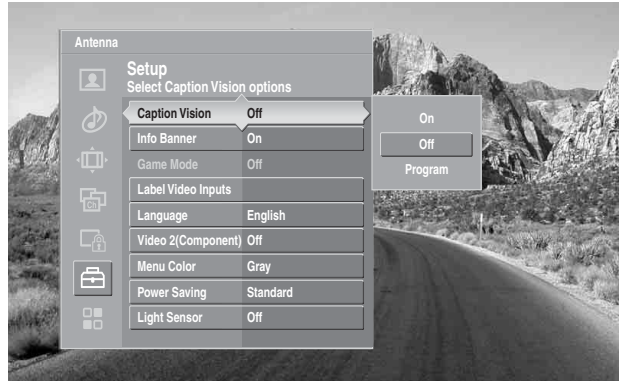 Antenna
Setup
Select Caption Vision options
Caption Vision Off
Info Banner On
Game Mode Off
Label Video Inputs
Language English
Video 2(Component) Off
Menu Color Gray
Power Saving Standard
Light Sensor Off
On
Off
Program
Ch